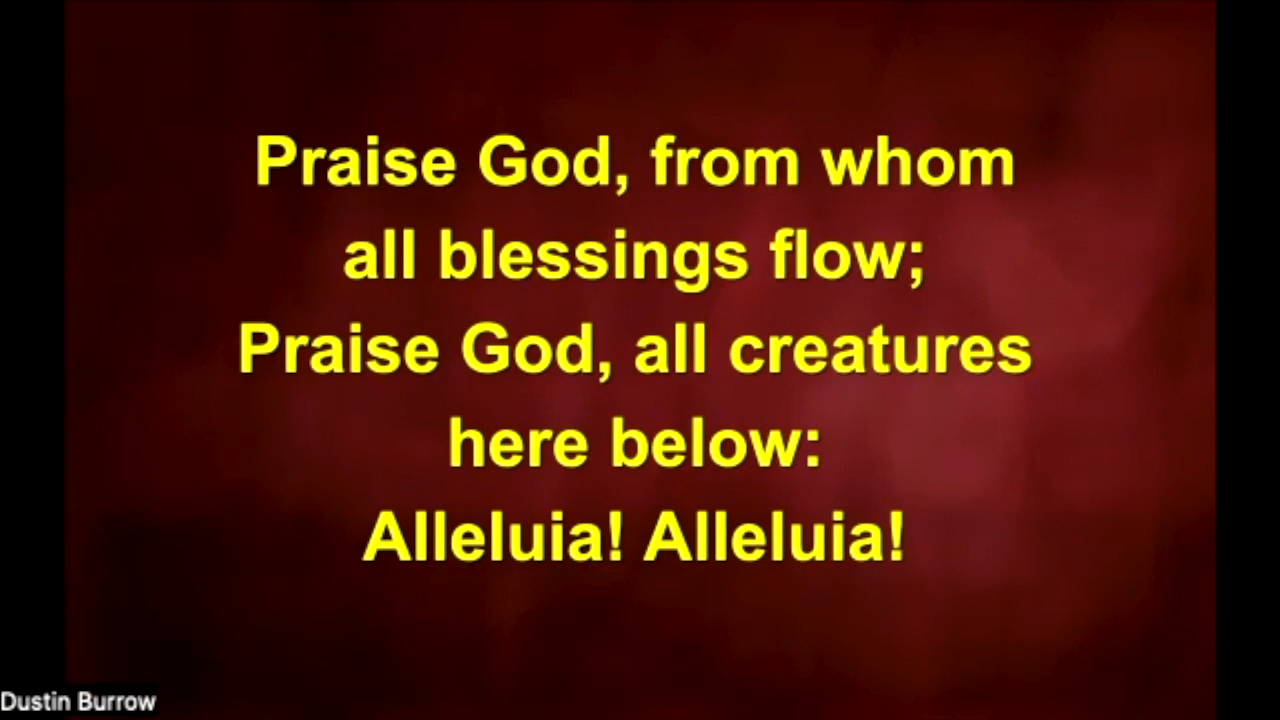 Praise God, from whom
all blessings flow;
Praise God, all creatures
here below:
Alleluia! Alleluia!
Dustin Burrow